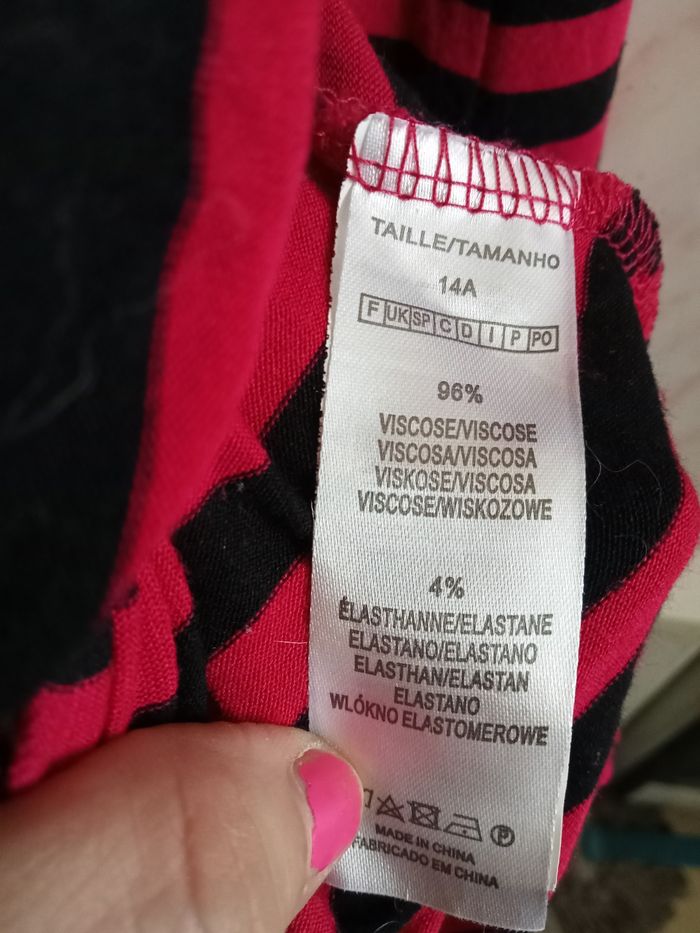 TAILLE/TAMANHO
14A
F UK SP C D I P PO
96%
VISCOSE/VISCOSE
VISCOSA/VISCOSA
VISKOSE/VISCOSA
VISCOSE/WISKOZOWE
4%
ÉLASTHANNE/ELASTANE
ELASTANO/ELASTANO
ELASTHAN/ELASTAN
ELASTANO
WLÓKNO ELASTOMEROWE
P
MADE IN CHINA
FABRICADO EM CHINA